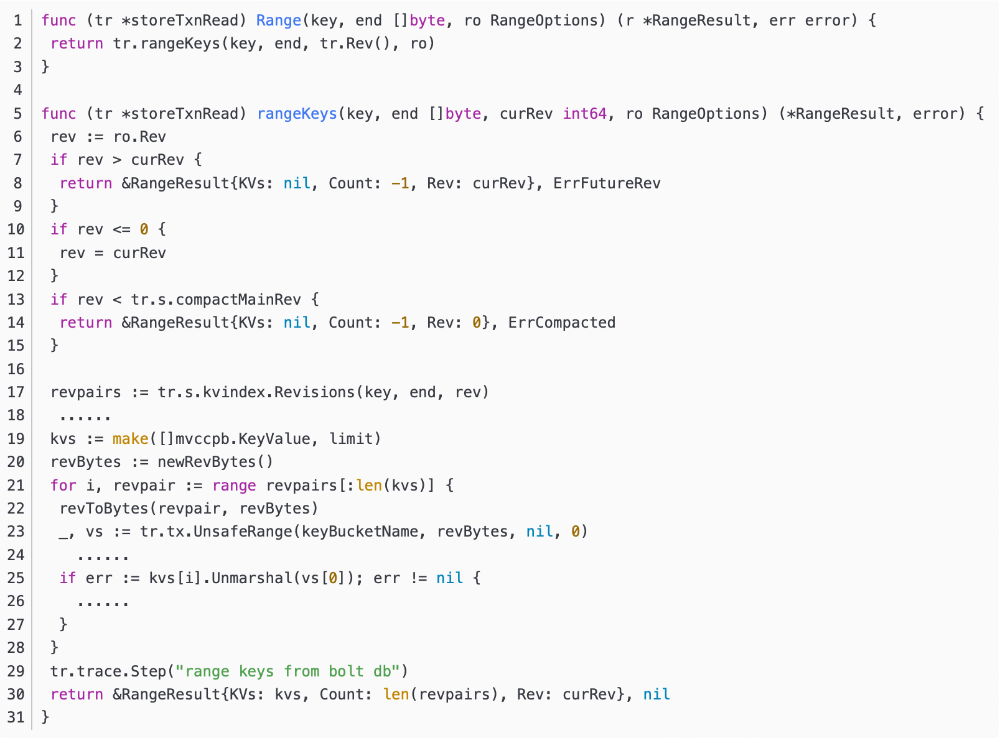 1 func (tr *storeTxnRead) Range(key, end []byte, ro RangeOptions) (r *RangeResult, err error) {
2  return tr.rangeKeys(key, end, tr.Rev(), ro)
3 }
4
5 func (tr *storeTxnRead) rangeKeys(key, end []byte, curRev int64, ro RangeOptions) (*RangeResult, error) {
6  rev := ro.Rev
7  if rev > curRev {
8   return &RangeResult{KVs: nil, Count: -1, Rev: curRev}, ErrFutureRev
9  }
10  if rev <= 0 {
11   rev = curRev
12  }
13  if rev < tr.s.compactMainRev {
14   return &RangeResult{KVs: nil, Count: -1, Rev: 0}, ErrCompacted
15  }
16
17  revpairs := tr.s.kvindex.Revisions(key, end, rev)
18   ......
19  kvs := make([]mvccpb.KeyValue, limit)
20  revBytes := newRevBytes()
21  for i, revpair := range revpairs[:len(kvs)] {
22   revToBytes(revpair, revBytes)
23   _, vs := tr.tx.UnsafeRange(keyBucketName, revBytes, nil, 0)
24     ......
25   if err := kvs[i].Unmarshal(vs[0]); err != nil {
26     ......
27   }
28  }
29  tr.trace.Step("range keys from bolt db")
30  return &RangeResult{KVs: kvs, Count: len(revpairs), Rev: curRev}, nil
31 }